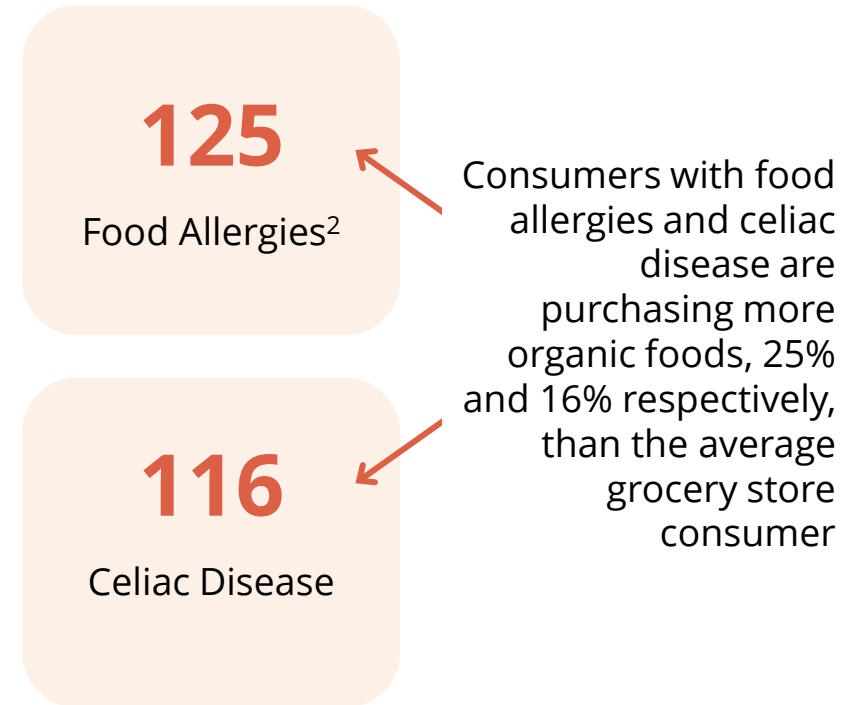 125
Food Allergies²
116
Celiac Disease
Consumers with food
allergies and celiac
disease are
purchasing more
organic foods, 25%
and 16% respectively,
than the average
grocery store
consumer